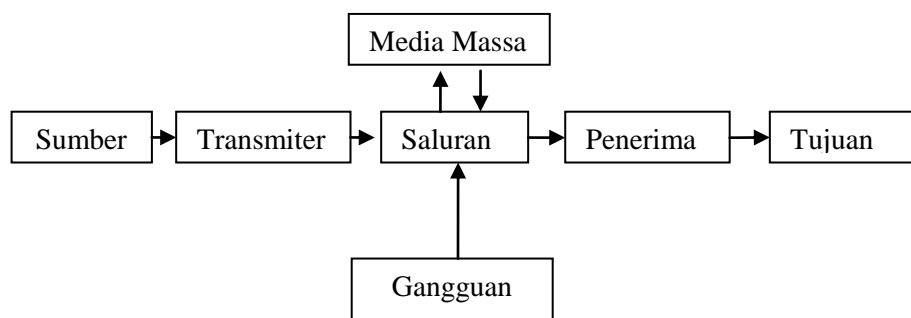 Media Massa
Sumber
Transmiter
Saluran
Penerima
Tujuan
Gangguan